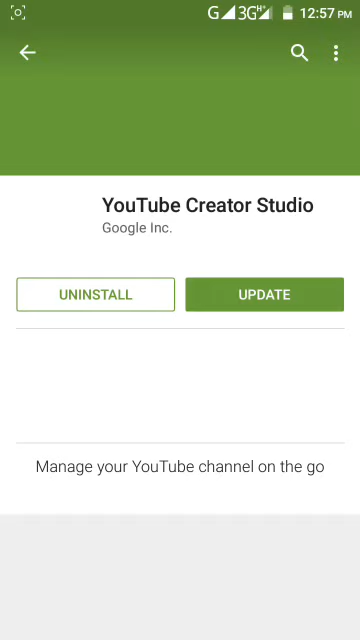 G 3G H+ 12:57 PM
YouTube Creator Studio
Google Inc.
UNINSTALL
UPDATE
Manage your YouTube channel on the go